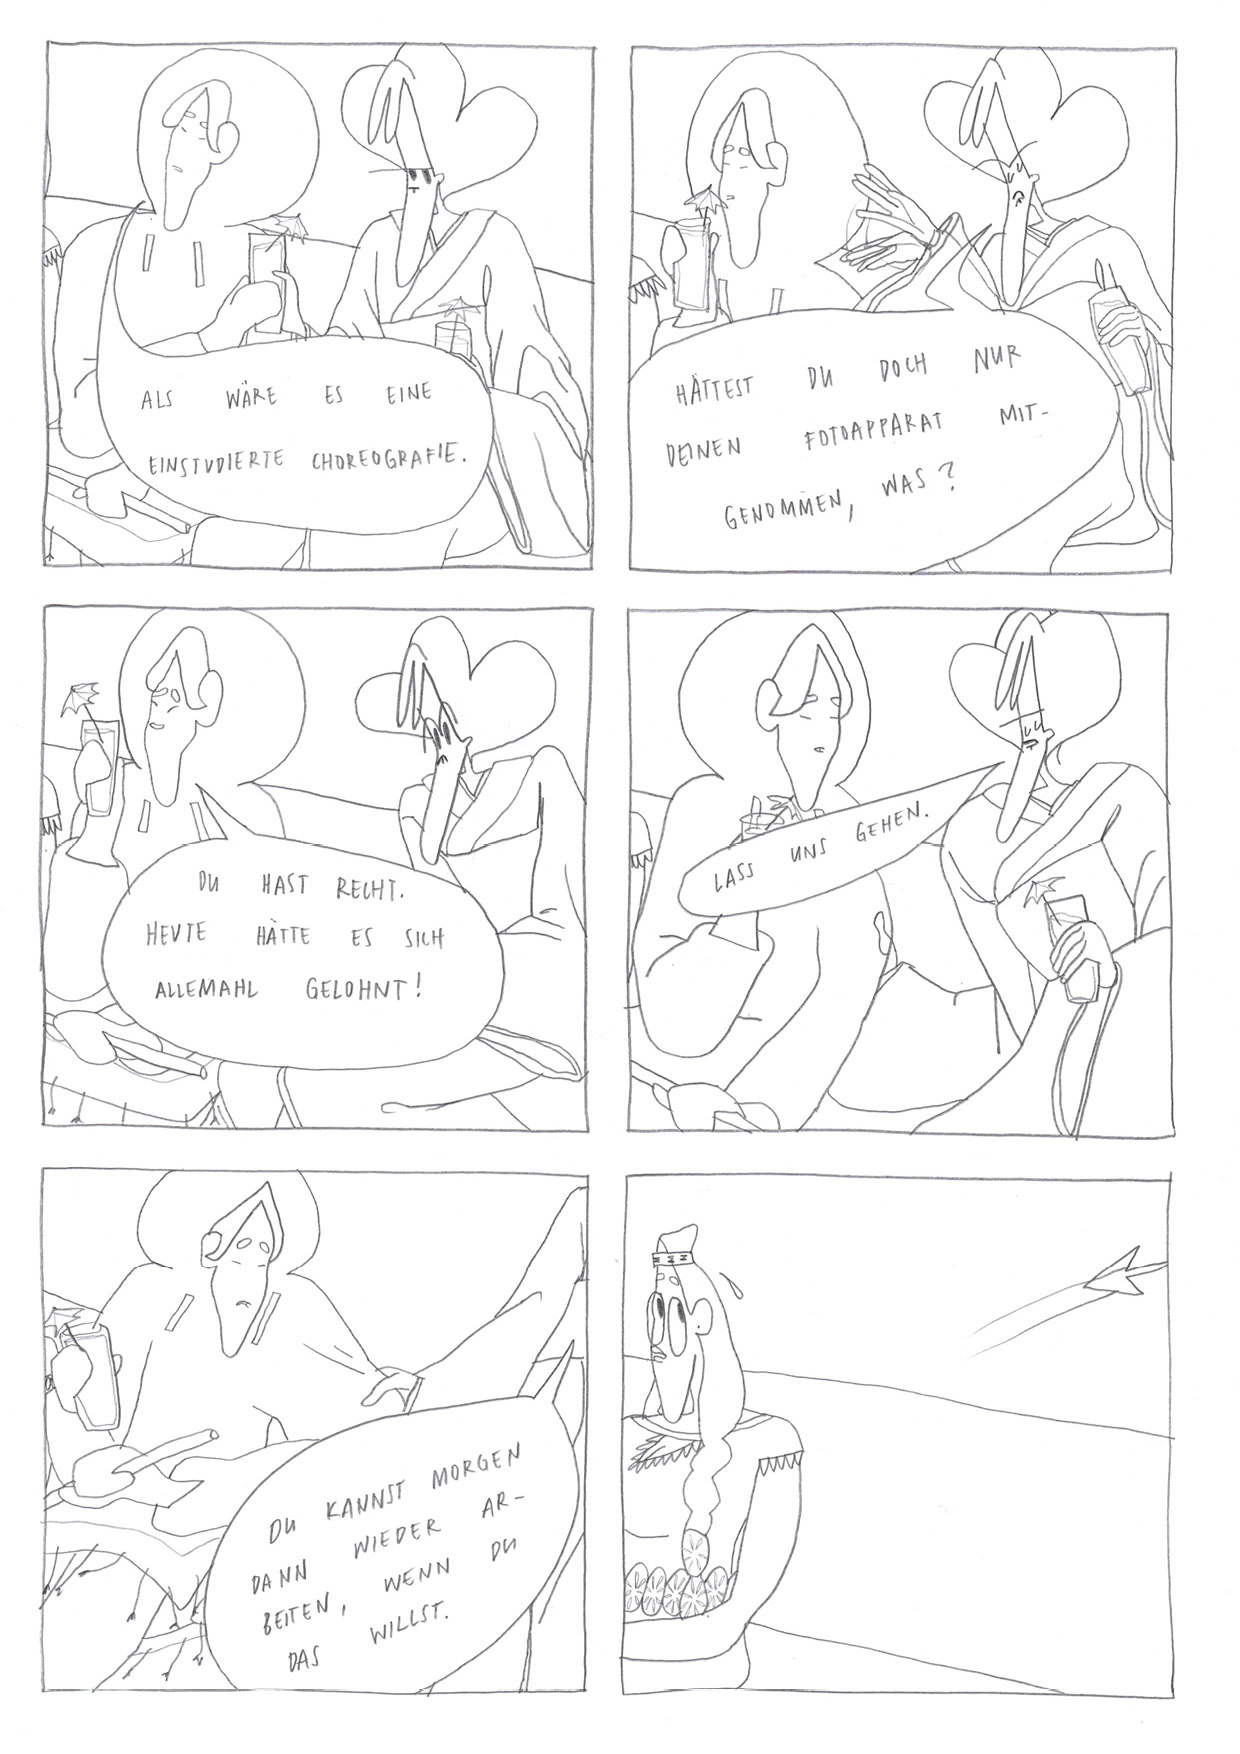 ALS WÄRE ES EINE
EINSTUDIERTE CHOREOGRAFIE.
HÄTTEST DU DOCH NUR
DEINEN FOTOAPPARAT MIT-
GENOMMEN, WAS?
DU HAST RECHT.
HEUTE HÄTTE ES SICH
ALLEMAHL GELOHNT!
LASS UNS GEHEN.
DU KANNST MORGEN
DANN WIEDER AR-
BEITEN, WENN DU
DAS WILLST.